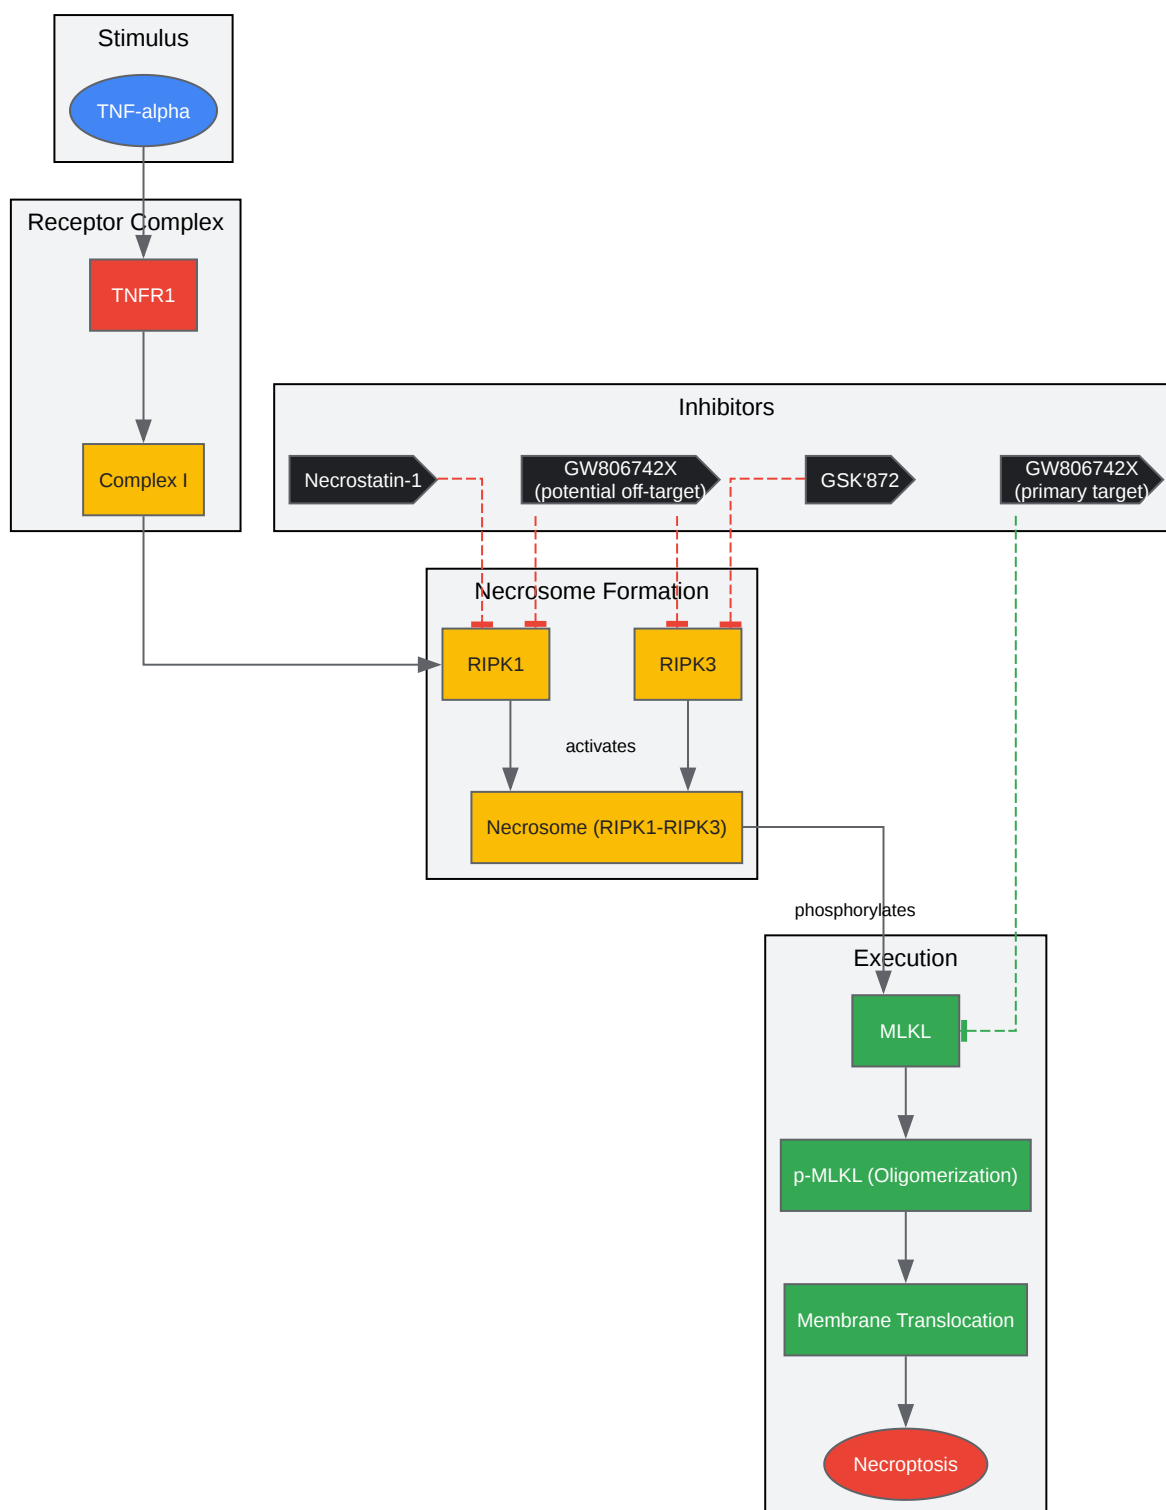 Stimulus
TNF-alpha
Receptor Complex
TNFR1
Complex I
Inhibitors
Necrostatin-1
GW806742X
(potential off-target)
GSK'872
GW806742X
(primary target)
Necrosome Formation
RIPK1
RIPK3
activates
Necrosome (RIPK1-RIPK3)
phosphorylates
Execution
MLKL
p-MLKL (Oligomerization)
Membrane Translocation
Necroptosis